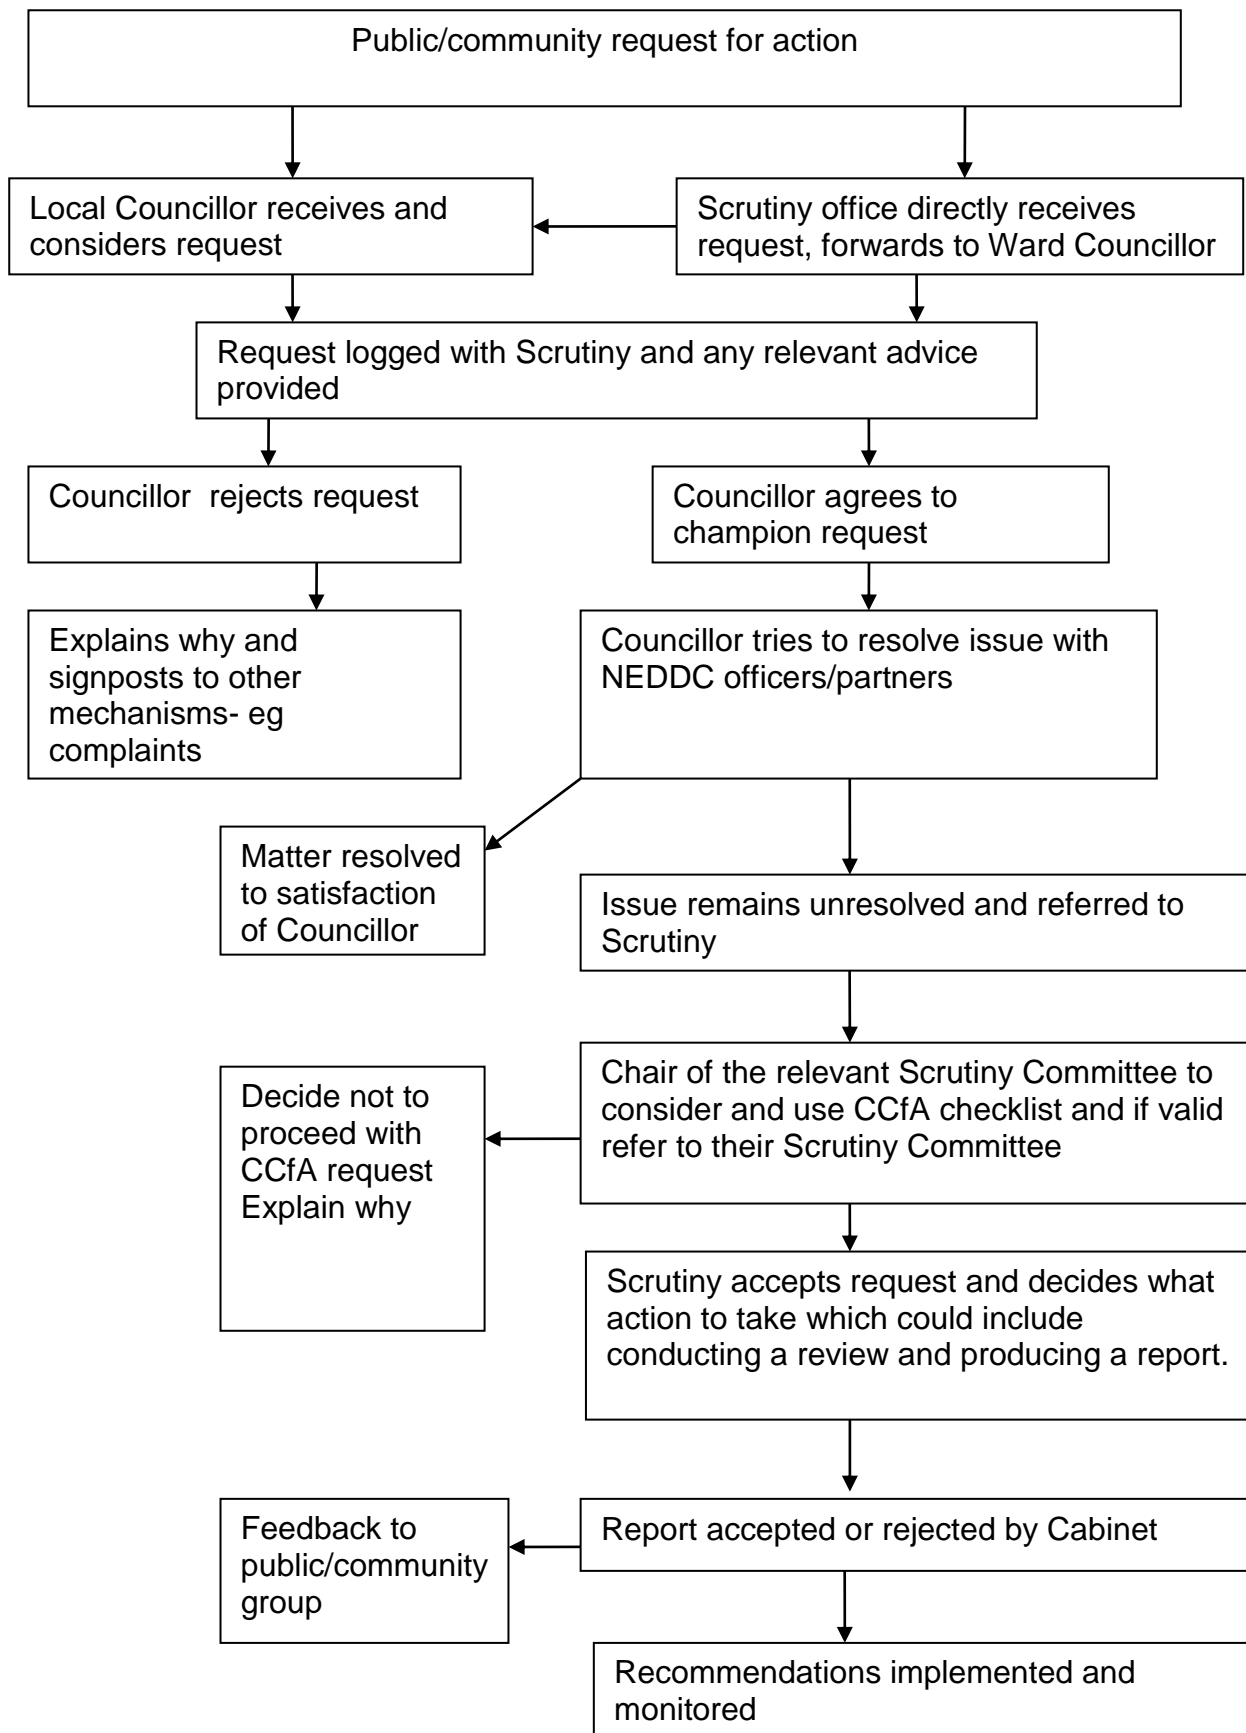 Public/community request for action
Local Councillor receives and
considers request
Scrutiny office directly receives
request, forwards to Ward Councillor
Request logged with Scrutiny and any relevant advice
provided
Councillor  rejects request
Councillor agrees to
champion request
Explains why and
signposts to other
mechanisms- eg
complaints
Councillor tries to resolve issue with
NEDDC officers/partners
Matter resolved
to satisfaction
of Councillor
Issue remains unresolved and referred to
Scrutiny
Chair of the relevant Scrutiny Committee to
consider and use CCfA checklist and if valid
refer to their Scrutiny Committee
Decide not to
proceed with
CCfA request
Explain why
Scrutiny accepts request and decides what
action to take which could include
conducting a review and producing a report.
Report accepted or rejected by Cabinet
Feedback to
public/community
group
Recommendations implemented and
monitored